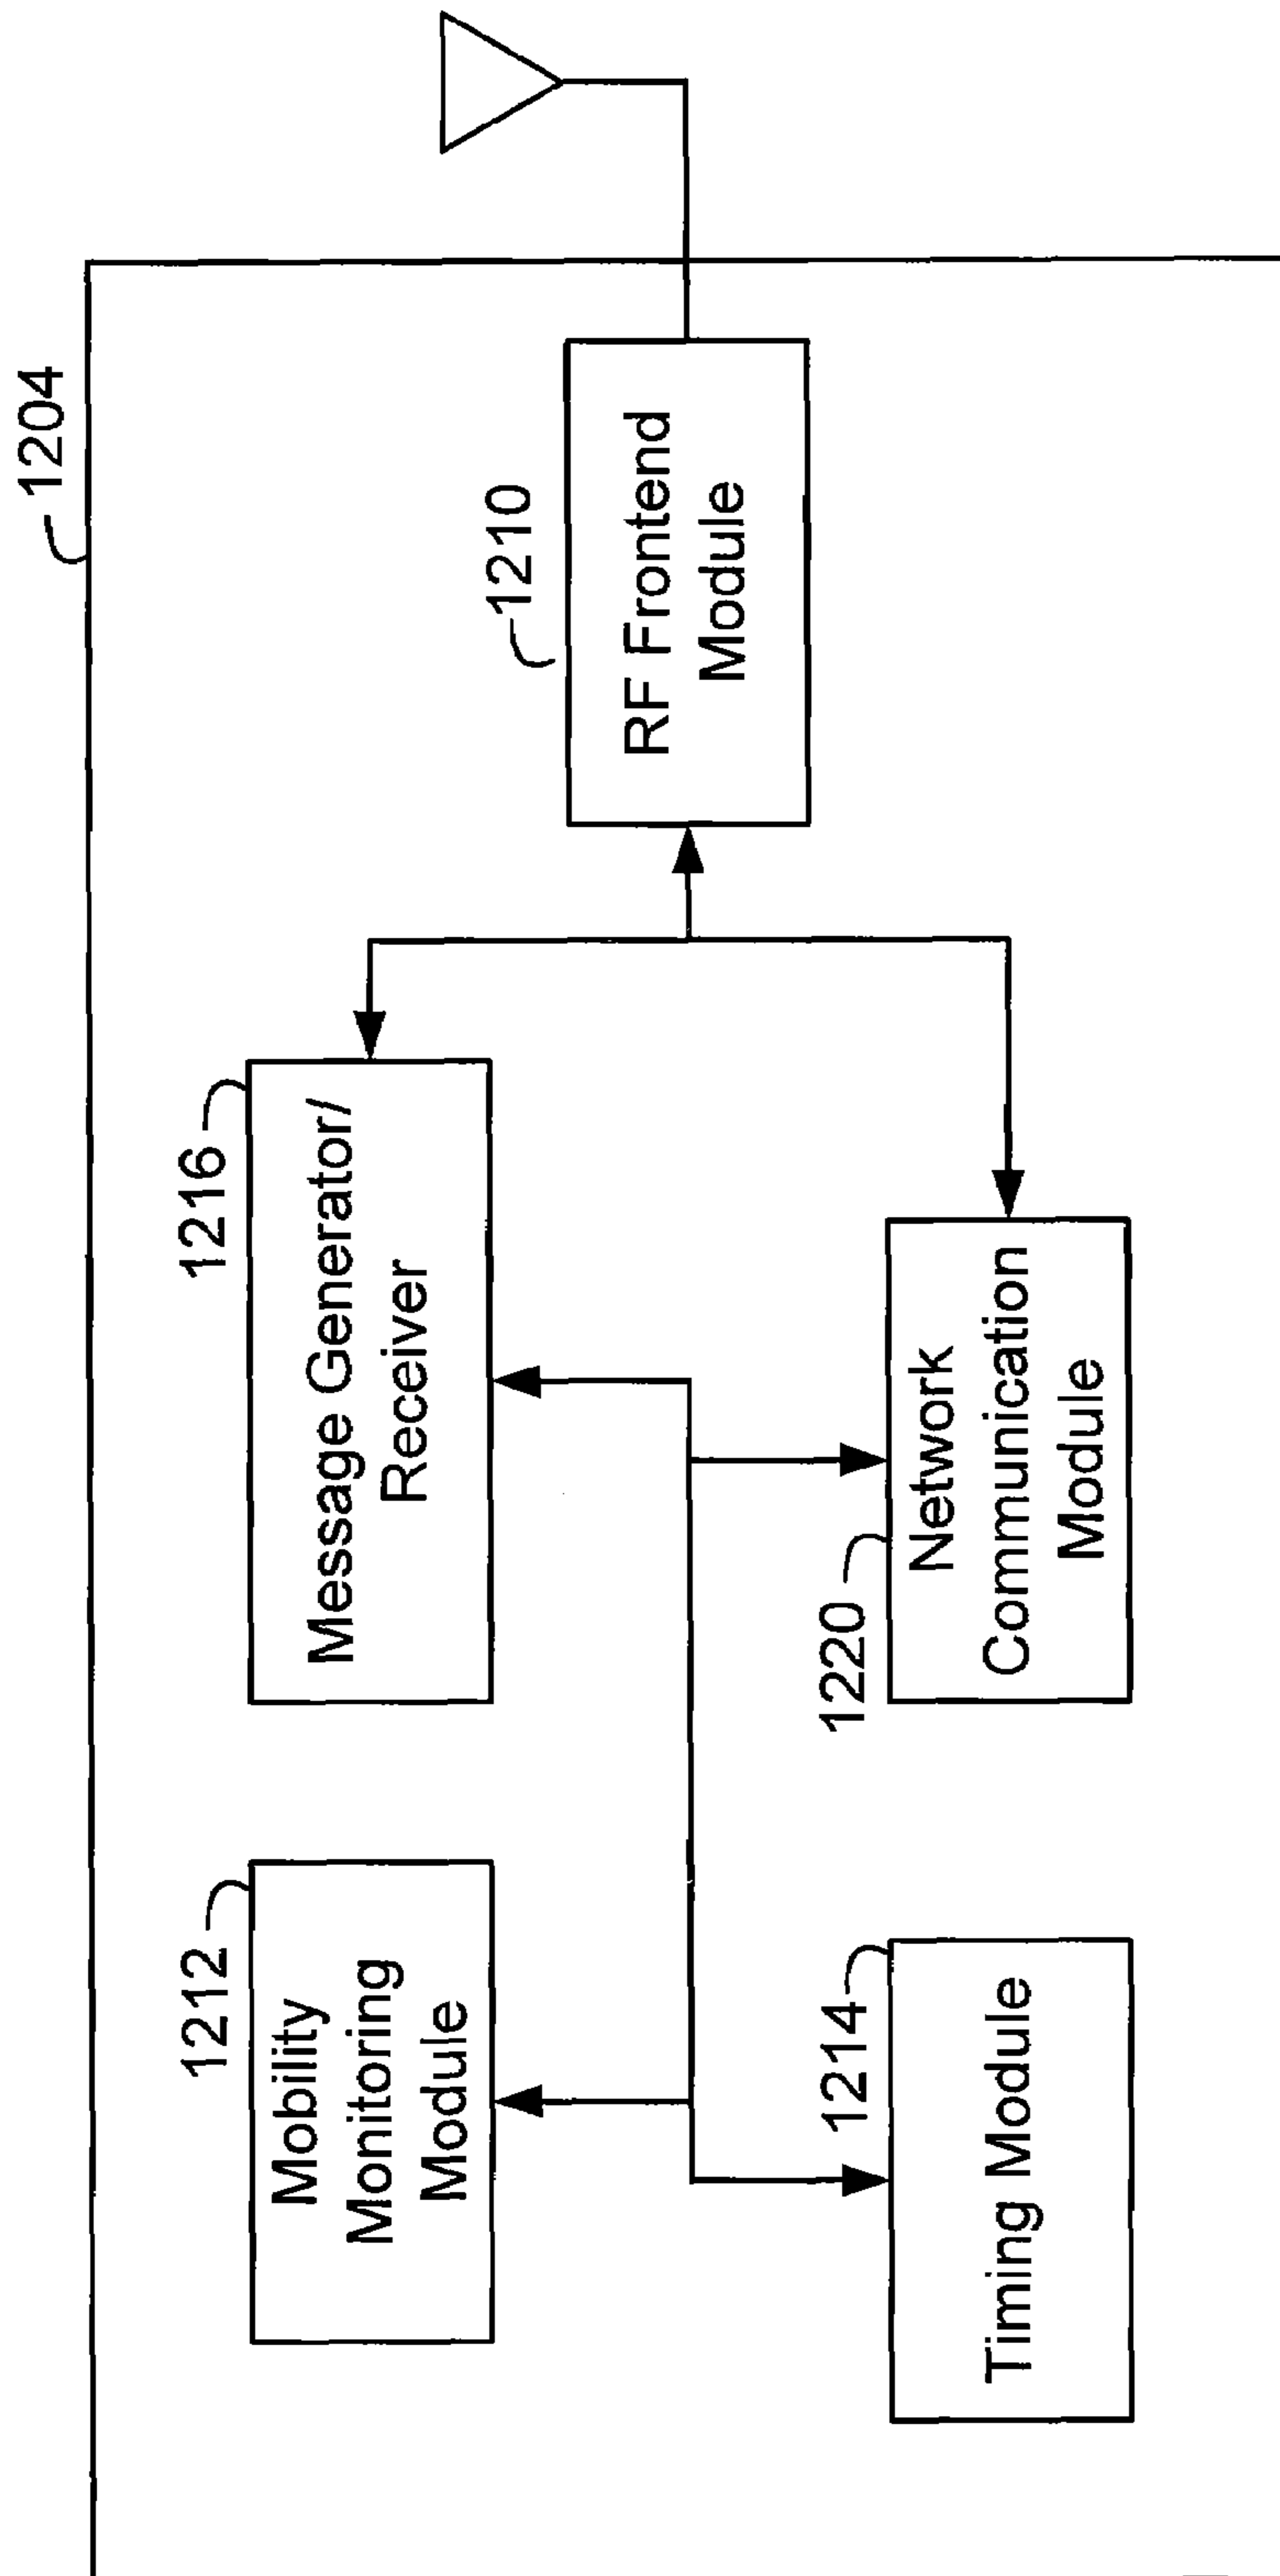 1204
1212
Mobility
Monitoring
Module
1216
Message Generator/
Receiver
1210
RF Frontend
Module
1214
Timing Module
1220
Network
Communication
Module